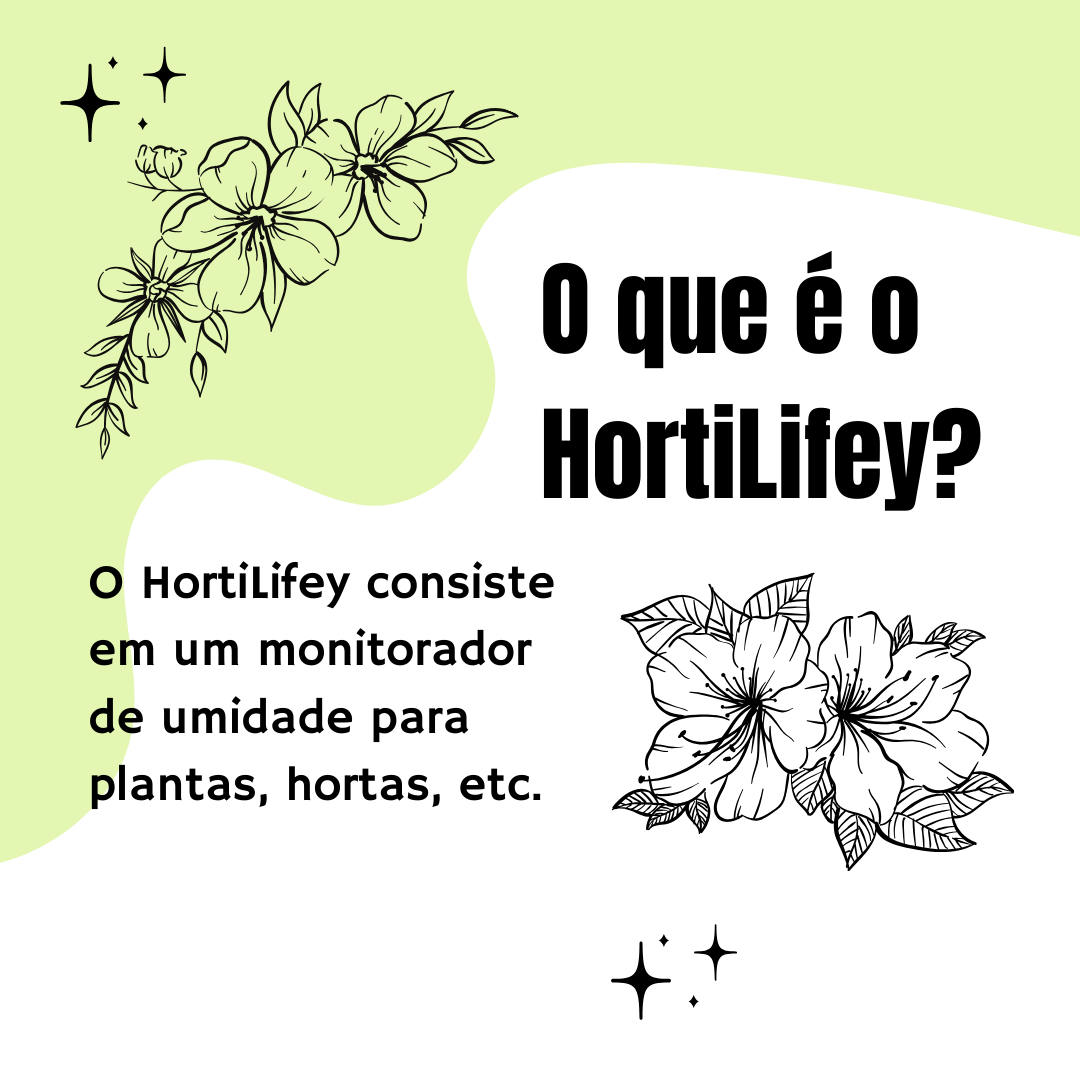 O que é o
HortiLifey?
O HortiLifey consiste
em um monitorador
de umidade para
plantas, hortas, etc.